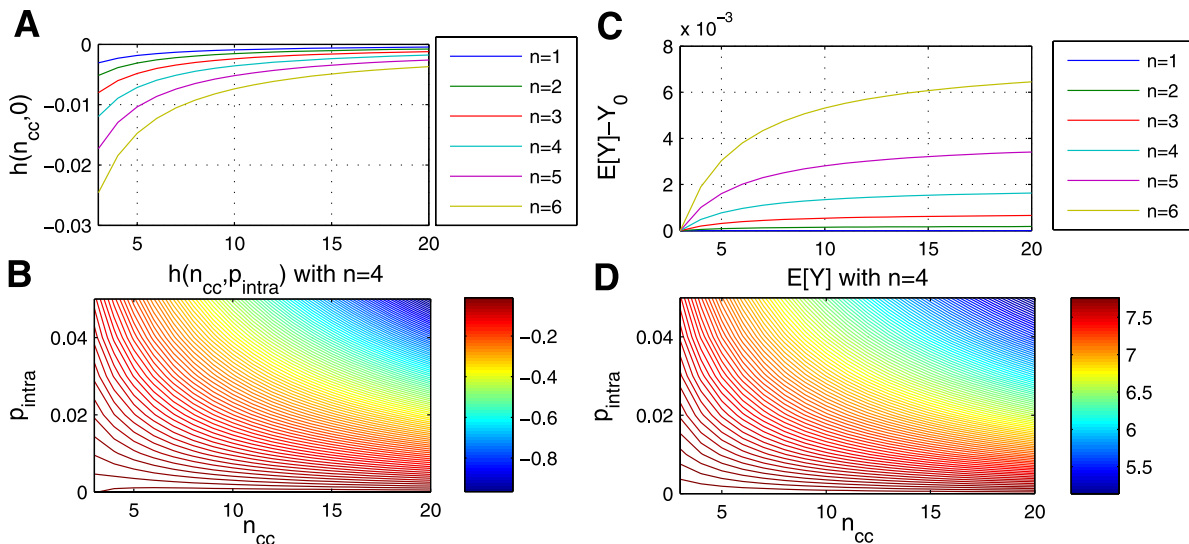 A
h(n_cc,0)
0
−0.01
−0.02
−0.03
5
10
15
20
n=1
n=2
n=3
n=4
n=5
n=6
C
x 10^-3
E[Y]−Y_0
8
6
4
2
0
5
10
15
20
n=1
n=2
n=3
n=4
n=5
n=6
B
h(n_cc,p_intra) with n=4
p_intra
0.04
0.02
0
5
10
15
20
n_cc
−0.2
−0.4
−0.6
−0.8
D
E[Y] with n=4
p_intra
0.04
0.02
0
5
10
15
20
n_cc
7.5
7
6.5
6
5.5